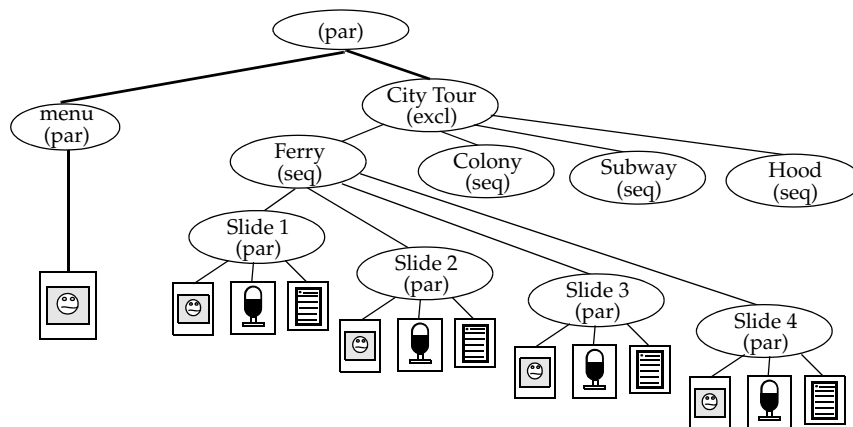 (par)
City Tour
(excl)
menu
(par)
Ferry
(seq)
Colony
(seq)
Subway
(seq)
Hood
(seq)
Slide 1
(par)
Slide 2
(par)
Slide 3
(par)
Slide 4
(par)